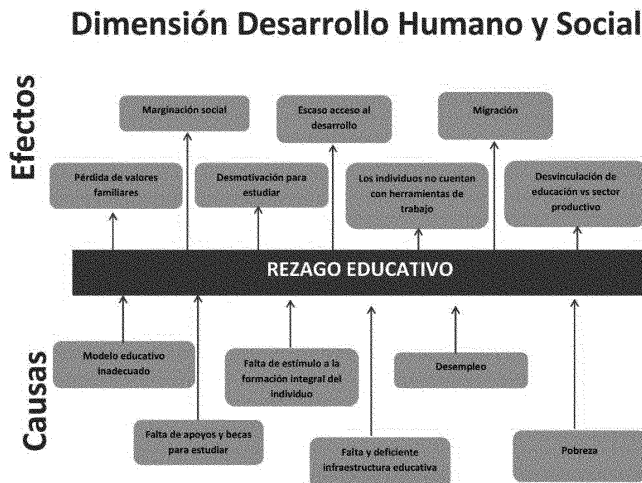 Dimensión Desarrollo Humano y Social
Efectos
Marginación social
Escaso acceso al
desarrollo
Migración
Pérdida de valores
familiares
Desmotivación para
estudiar
Los individuos no cuentan
con herramientas de
trabajo
Desvinculación de
educación vs sector
productivo
REZAGO EDUCATIVO
Causas
Modelo educativo
inadecuado
Falta de estímulo a la
formación integral del
individuo
Desempleo
Falta de apoyos y becas
para estudiar
Falta y deficiente
infraestructura educativa
Pobreza